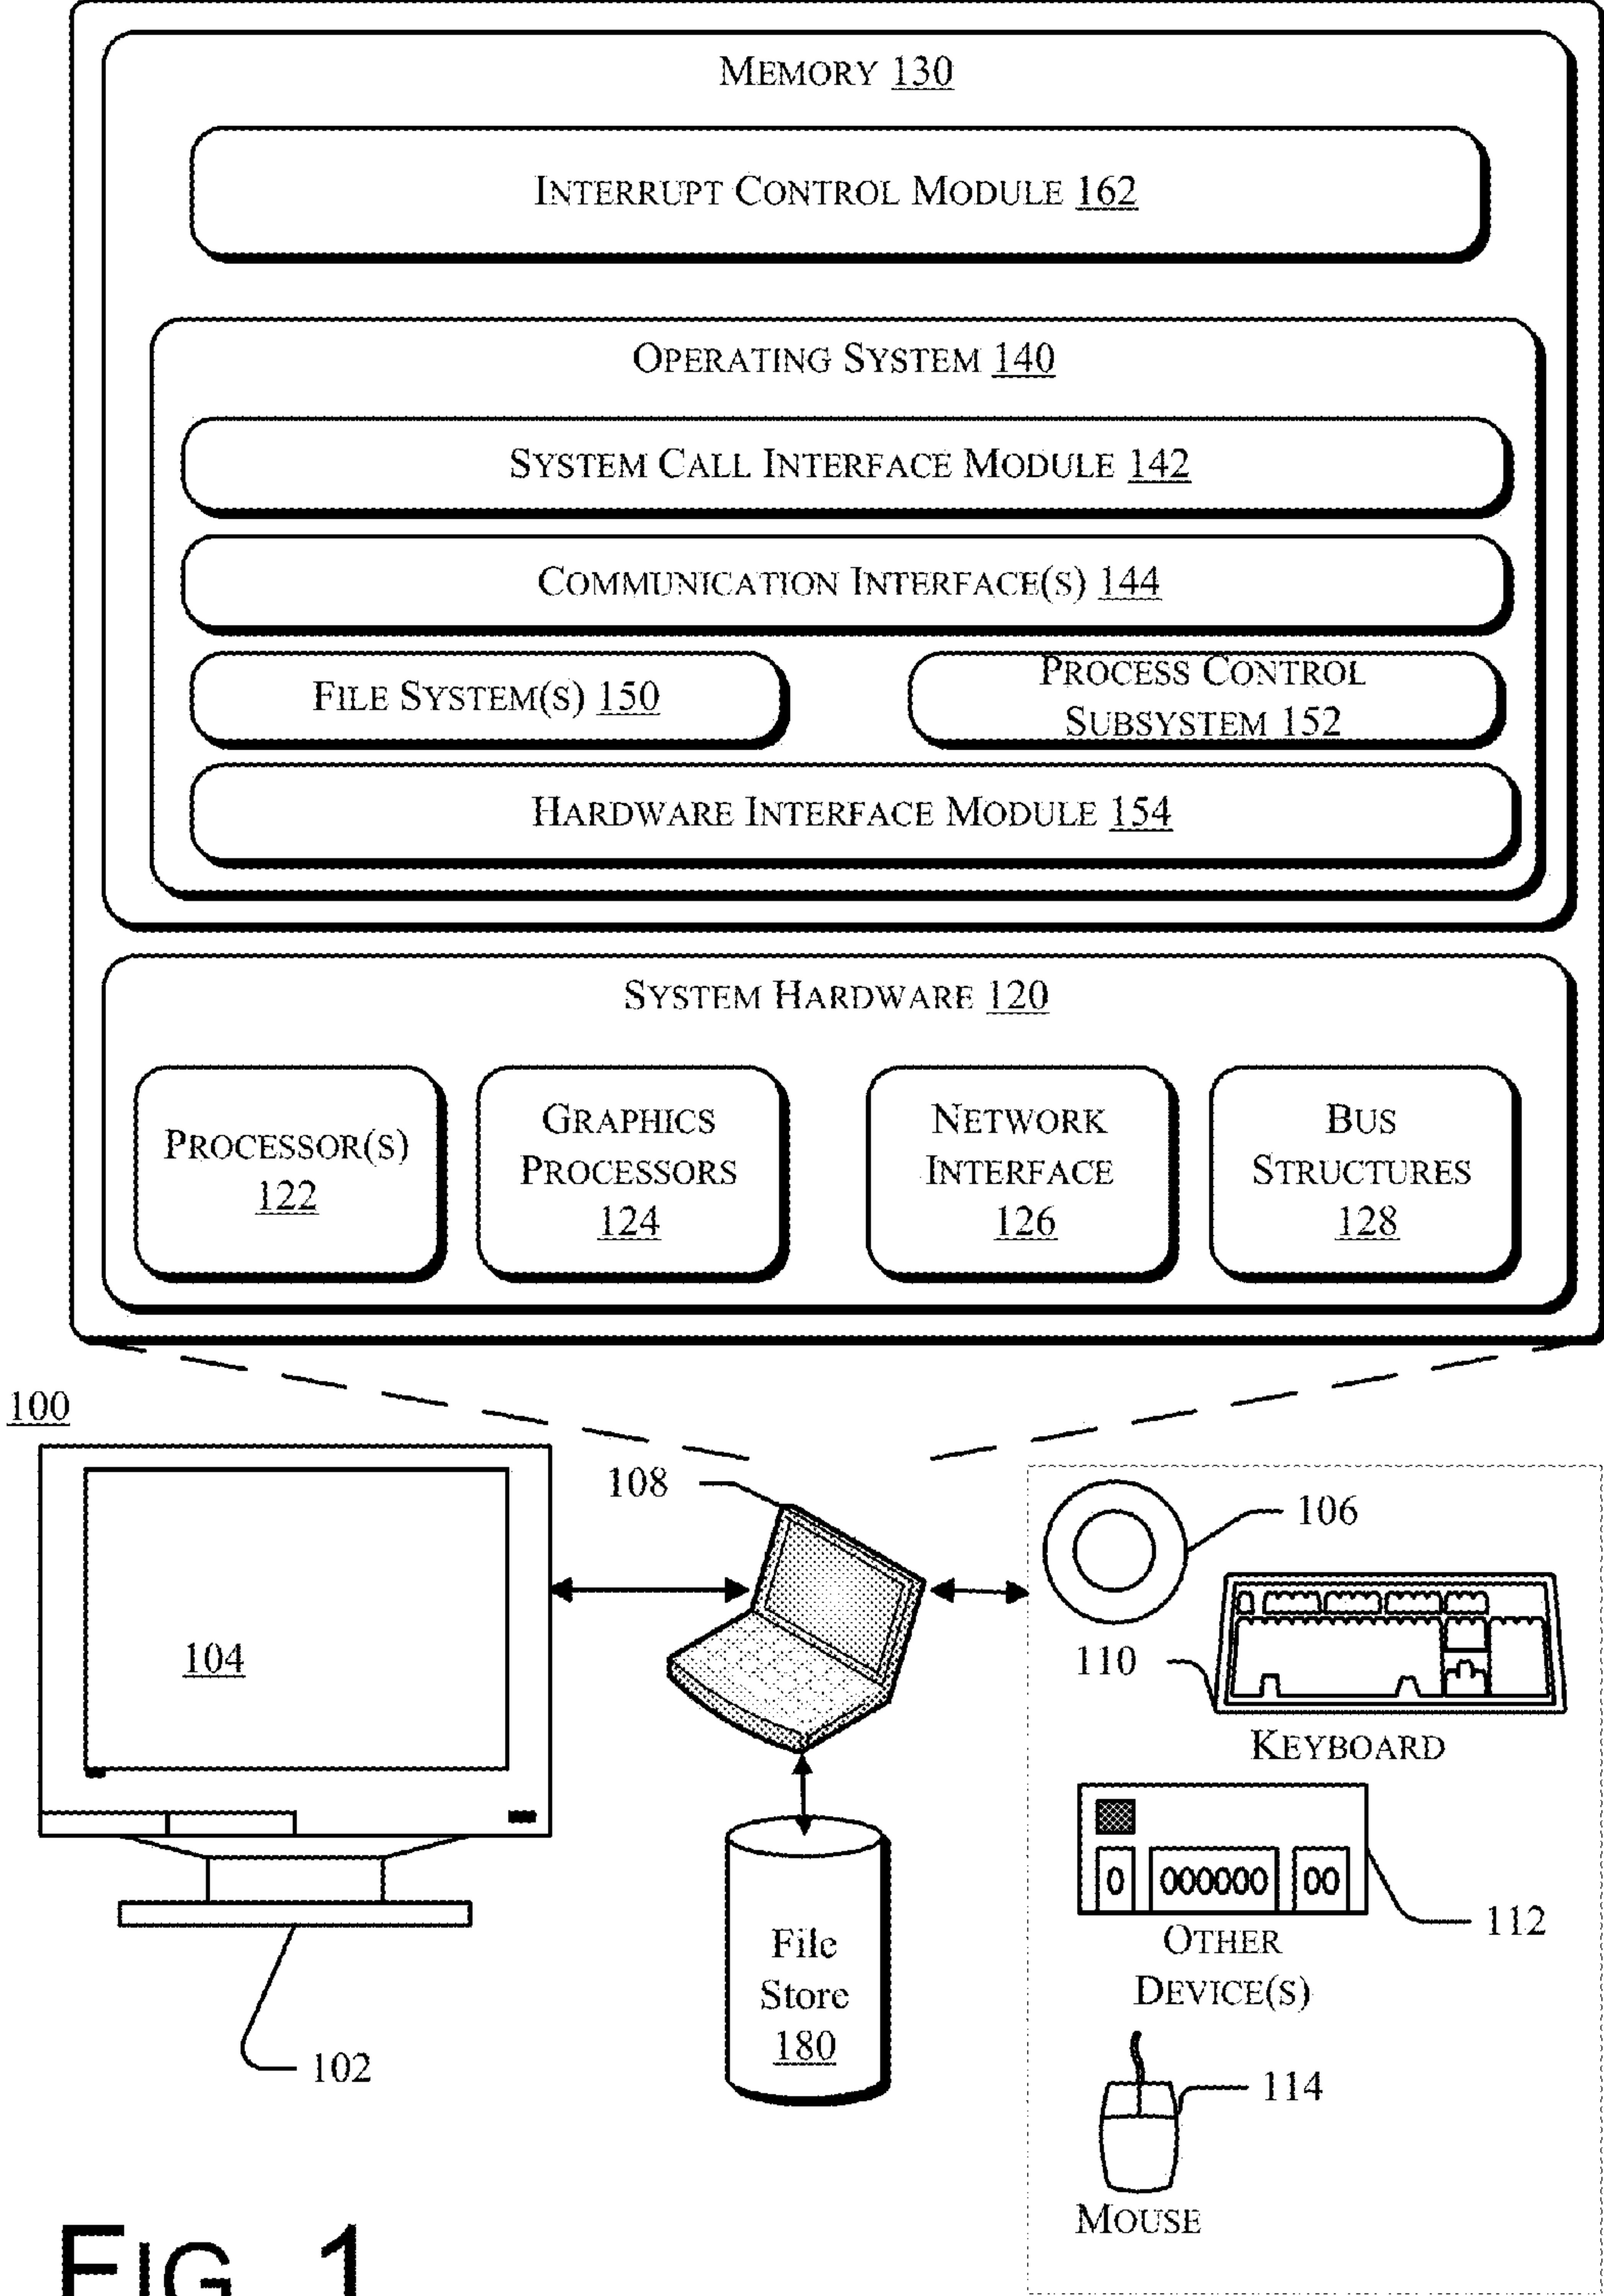 MEMORY 130
INTERRUPT CONTROL MODULE 162
OPERATING SYSTEM 140
SYSTEM CALL INTERFACE MODULE 142
COMMUNICATION INTERFACE(S) 144
FILE SYSTEM(S) 150
PROCESS CONTROL
SUBSYSTEM 152
HARDWARE INTERFACE MODULE 154
SYSTEM HARDWARE 120
PROCESSOR(S)
122
GRAPHICS
PROCESSORS
124
NETWORK
INTERFACE
126
BUS
STRUCTURES
128
100
104
102
108
File
Store
180
106
110
KEYBOARD
0 000000 00
112
OTHER
DEVICE(S)
114
MOUSE
FIG. 1